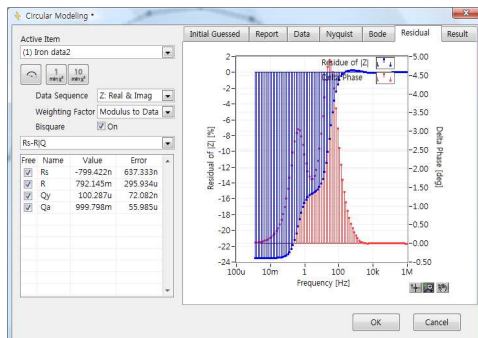 Circular Modeling *
Active Item
(1) Iron data2
1 min χ²
10 min χ²
Data Sequence Z: Real & Imag
Weighting Factor Modulus to Data
Bisquare On
Rs-R|Q
Free Name Value Error
Rs -799.422n 637.333n
R 792.145m 295.934u
Qy 100.287u 72.082n
Qa 999.798m 55.985u
Initial Guessed Report Data Nyquist Bode Residual Result
Residue of |Z|
Delta Phase
Residual of |Z| [%]
2
0
-2
-4
-6
-8
-10
-12
-14
-16
-18
-20
-22
-24
5.00
4.50
4.00
3.50
3.00
2.50
2.00
1.50
1.00
0.50
0.00
-0.50
Delta Phase [deg]
100u 10m 1 100 10k 1M
Frequency [Hz]
OK Cancel